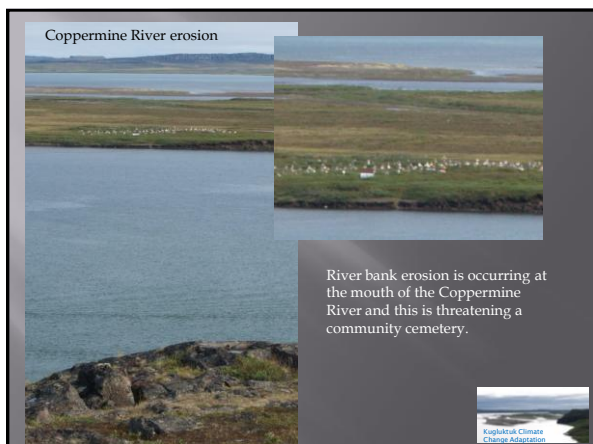 Coppermine River erosion
River bank erosion is occurring at
the mouth of the Coppermine
River and this is threatening a
community cemetery.
Kugluktuk Climate
Change Adaptation